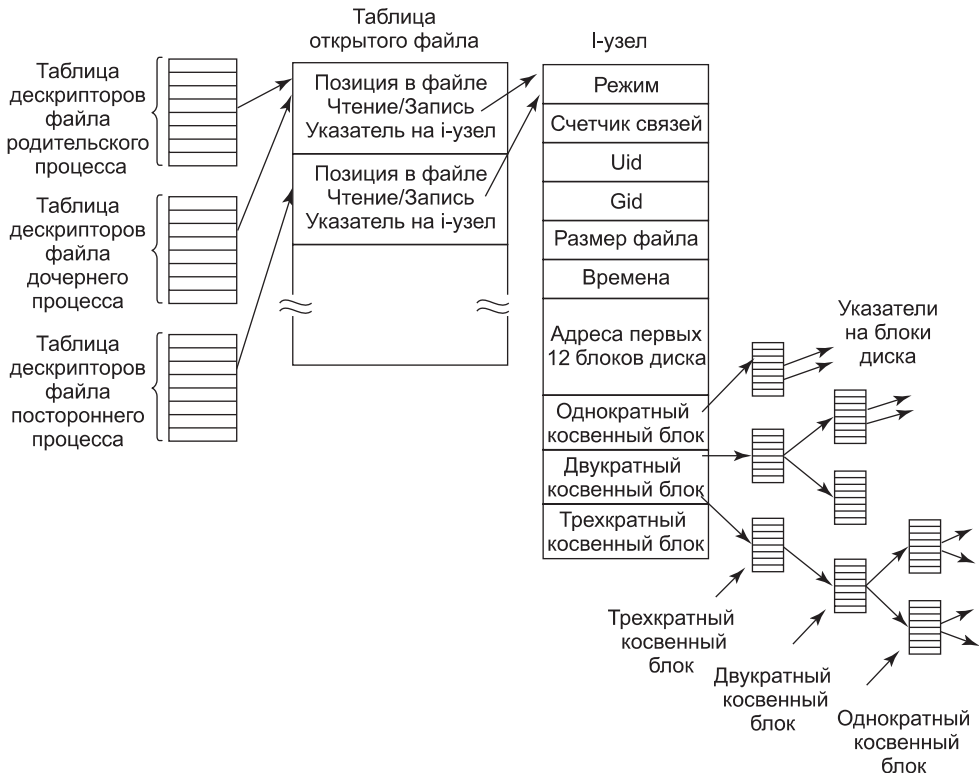 Таблица
дескрипторов
файла
родительского
процесса
Таблица
дескрипторов
файла
дочернего
процесса
Таблица
дескрипторов
файла
постороннего
процесса
Таблица
открытого файла
Позиция в файле
Чтение/Запись
Указатель на i-узел
Позиция в файле
Чтение/Запись
Указатель на i-узел
I-узел
Режим
Счетчик связей
Uid
Gid
Размер файла
Времена
Адреса первых
12 блоков диска
Однократный
косвенный блок
Двукратный
косвенный блок
Трехкратный
косвенный блок
Указатели
на блоки
диска
Трехкратный
косвенный
блок
Двукратный
косвенный
блок
Однократный
косвенный
блок